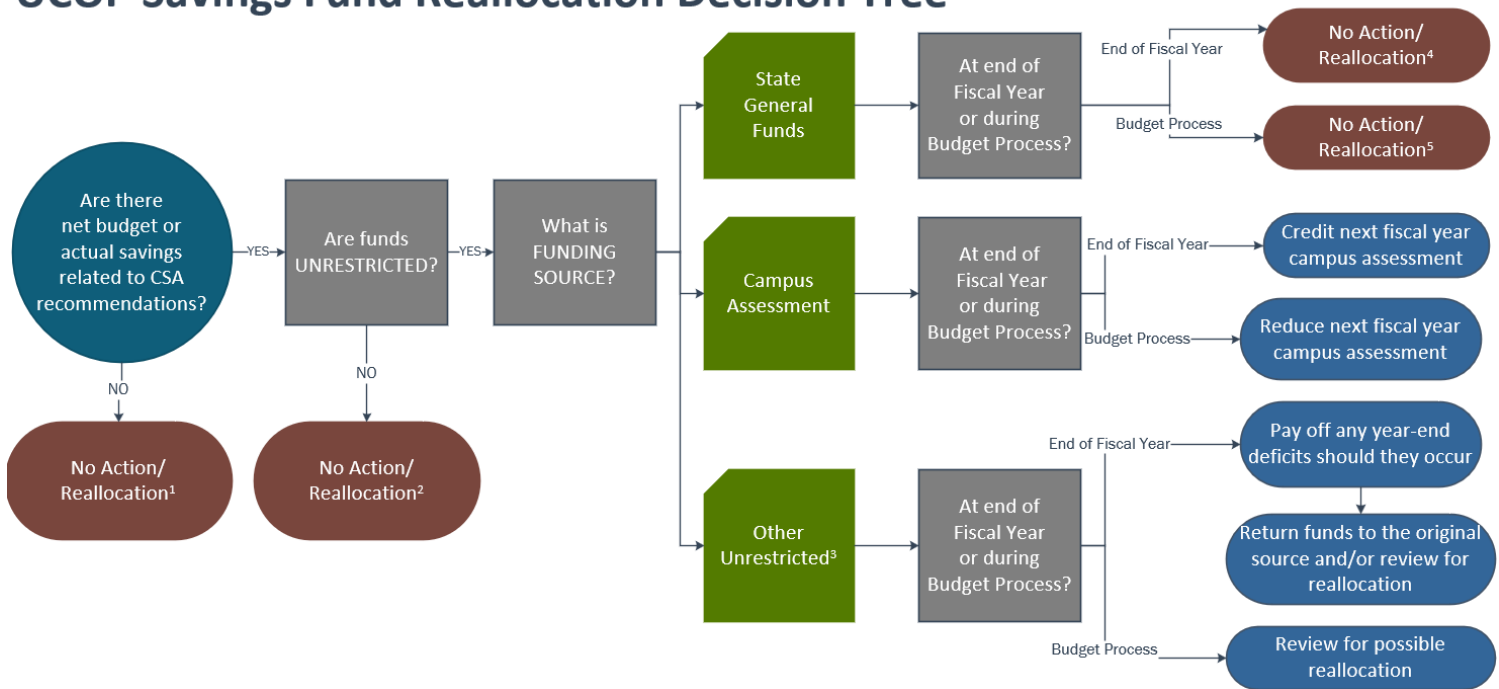 UCOP Savings Fund Reallocation Decision Tree
Are there
net budget or
actual savings
related to CSA
recommendations?
YES
NO
No Action/
Reallocation¹
Are funds
UNRESTRICTED?
YES
NO
No Action/
Reallocation²
What is
FUNDING
SOURCE?
State
General
Funds
At end of
Fiscal Year
or during
Budget Process?
End of Fiscal Year
No Action/
Reallocation⁴
Budget Process
No Action/
Reallocation⁵
Campus
Assessment
At end of
Fiscal Year
or during
Budget Process?
End of Fiscal Year
Credit next fiscal year
campus assessment
Budget Process
Reduce next fiscal year
campus assessment
Other
Unrestricted³
At end of
Fiscal Year
or during
Budget Process?
End of Fiscal Year
Pay off any year-end
deficits should they occur
Return funds to the original
source and/or review for
reallocation
Budget Process
Review for possible
reallocation